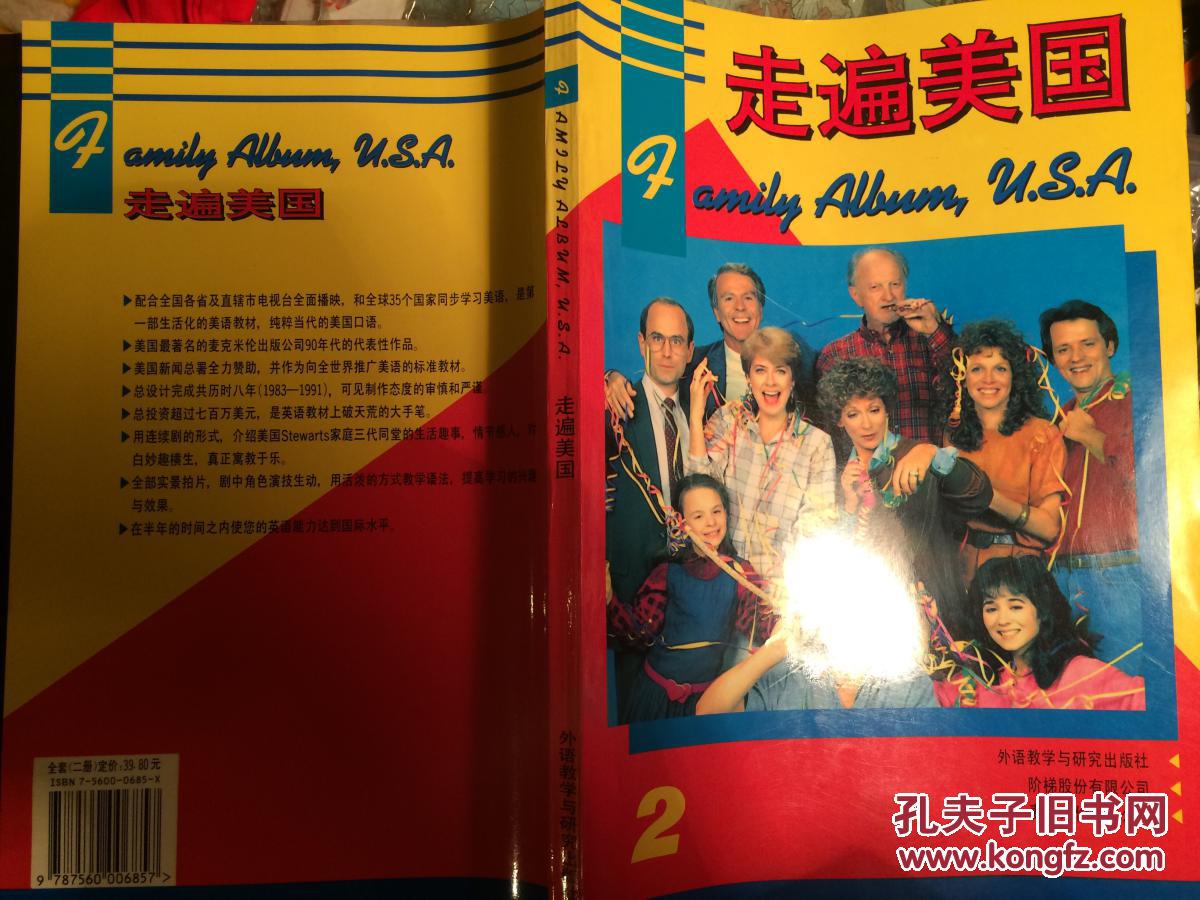 Family Album, U.S.A.
走遍美国
▶配合全国各省及直辖市电视台全面播映，和全球35个国家同步学习美语，是第
一部生活化的美语教材，纯粹当代的美国口语。
▶美国最著名的麦克米伦出版公司90年代的代表性作品。
▶美国新闻总署全力赞助，并作为向全世界推广美语的标准教材。
▶总设计完成共历时八年(1983—1991)，可见制作态度的审慎和严谨。
▶总投资超过七百万美元，是英语教材上破天荒的大手笔。
▶用连续剧的形式，介绍美国Stewarts家庭三代同堂的生活趣事，情节感人，对
白妙趣横生，真正寓教于乐。
▶全部实景拍片，剧中角色演技生动，用活泼的方式教学语法，提高学习的兴趣
与效果。
▶在半年的时间之内使您的英语能力达到国际水平。
全套(二册)定价:39.80元
ISBN 7-5600-0685-X
9 787560 006857 >
FAMILY ALBUM, U.S.A. 走遍美国
外语教学与研究
走遍美国
Family Album, U.S.A.
2
外语教学与研究出版社
阶梯股份有限公司
孔夫子旧书网
www.kongfz.com